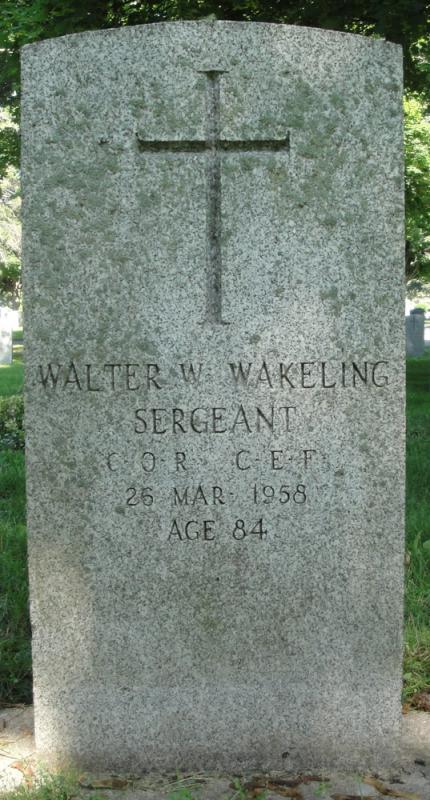 WALTER W. WAKELING
SERGEANT
C·O·R· C·E·F·
26 MAR· 1958
AGE 84